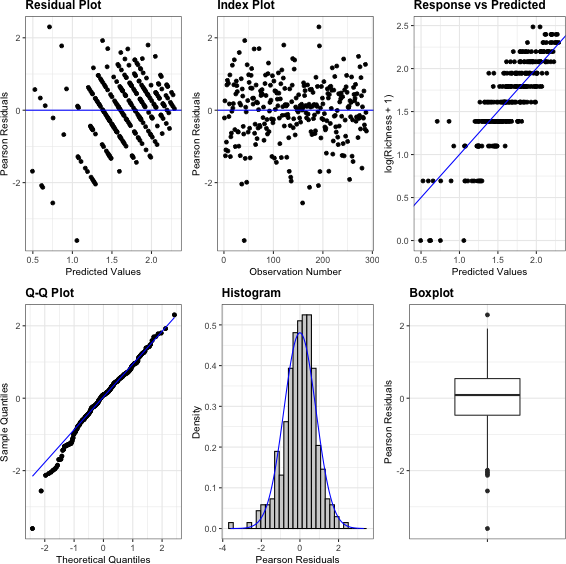 Residual Plot
Pearson Residuals
2
0
-2
0.5 1.0 1.5 2.0
Predicted Values
Index Plot
Pearson Residuals
2
0
-2
0 100 200 300
Observation Number
Response vs Predicted
log(Richness + 1)
2.5
2.0
1.5
1.0
0.5
0.0
0.5 1.0 1.5 2.0
Predicted Values
Q-Q Plot
Sample Quantiles
2
0
-2
-2 -1 0 1 2
Theoretical Quantiles
Histogram
Density
0.5
0.4
0.3
0.2
0.1
0.0
-4 -2 0 2
Pearson Residuals
Boxplot
Pearson Residuals
2
0
-2